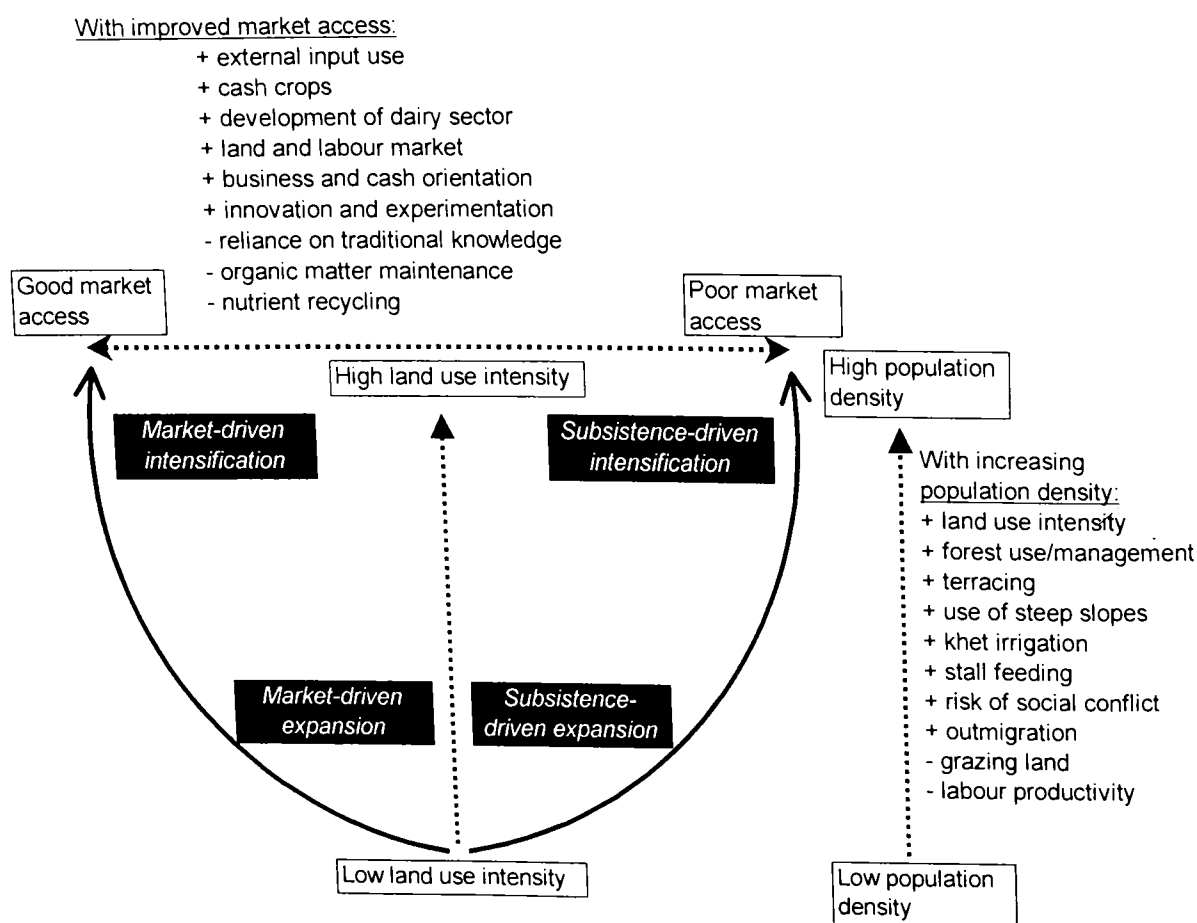 With improved market access:
+ external input use
+ cash crops
+ development of dairy sector
+ land and labour market
+ business and cash orientation
+ innovation and experimentation
- reliance on traditional knowledge
- organic matter maintenance
- nutrient recycling
Good market
access
Poor market
access
High land use intensity
High population
density
Market-driven
intensification
Subsistence-driven
intensification
With increasing
population density:
+ land use intensity
+ forest use/management
+ terracing
+ use of steep slopes
+ khet irrigation
+ stall feeding
+ risk of social conflict
+ outmigration
- grazing land
- labour productivity
Market-driven
expansion
Subsistence-
driven expansion
Low land use intensity
Low population
density